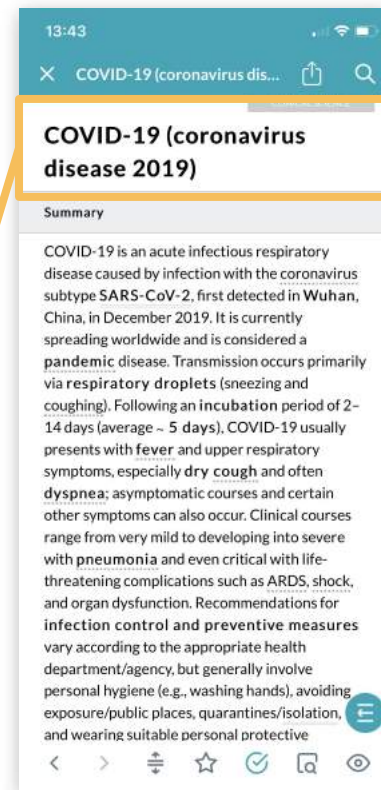 13:43
COVID-19 (coronavirus dis...
COVID-19 (coronavirus
disease 2019)
Summary
COVID-19 is an acute infectious respiratory
disease caused by infection with the coronavirus
subtype SARS-CoV-2, first detected in Wuhan,
China, in December 2019. It is currently
spreading worldwide and is considered a
pandemic disease. Transmission occurs primarily
via respiratory droplets (sneezing and
coughing). Following an incubation period of 2–
14 days (average ~ 5 days), COVID-19 usually
presents with fever and upper respiratory
symptoms, especially dry cough and often
dyspnea; asymptomatic courses and certain
other symptoms can also occur. Clinical courses
range from very mild to developing into severe
with pneumonia and even critical with life-
threatening complications such as ARDS, shock,
and organ dysfunction. Recommendations for
infection control and preventive measures
vary according to the appropriate health
department/agency, but generally involve
personal hygiene (e.g., washing hands), avoiding
exposure/public places, quarantines/isolation,
and wearing suitable personal protective